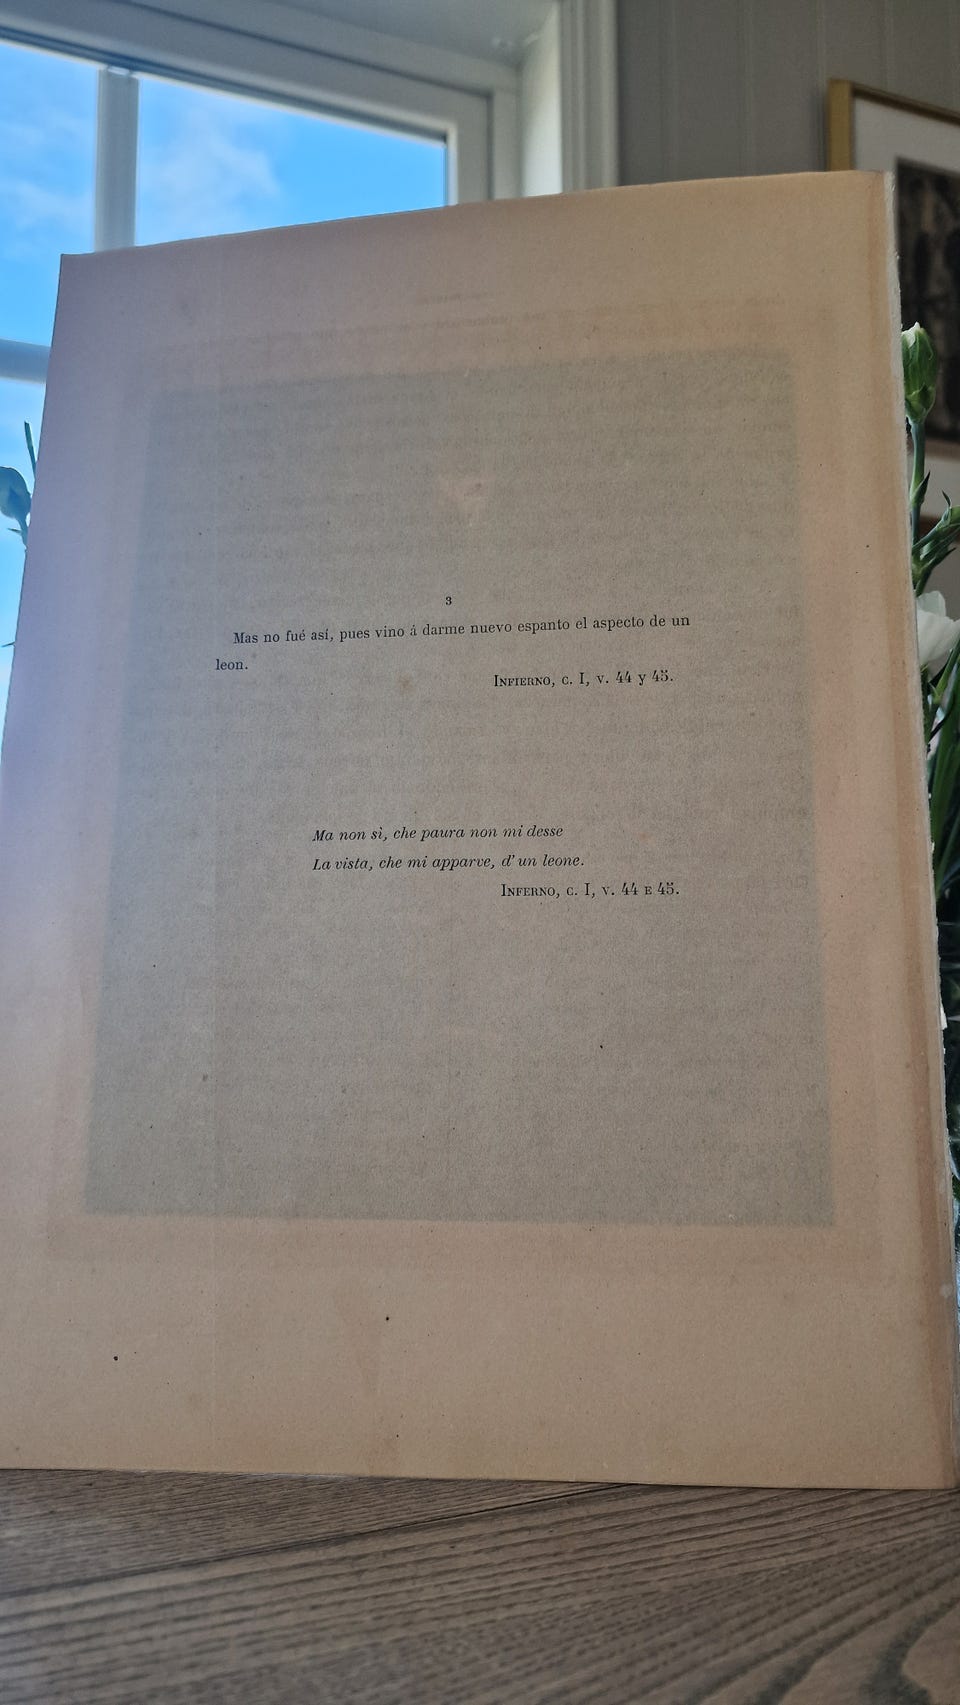 3
Mas no fué así, pues vino á darme nuevo espanto el aspecto de un
leon.
INFIERNO, c. I, v. 44 y 45.
Ma non sì, che paura non mi desse
La vista, che mi apparve, d' un leone.
INFERNO, C. I, V. 44 E 45.